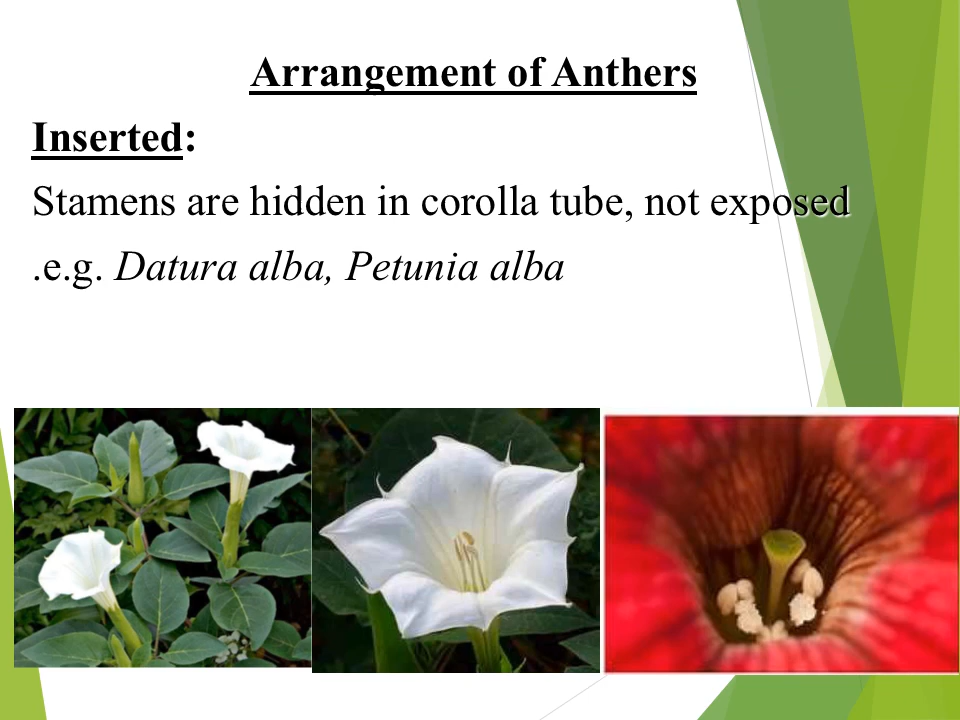 Arrangement of Anthers
Inserted:
Stamens are hidden in corolla tube, not exposed
.e.g. Datura alba, Petunia alba